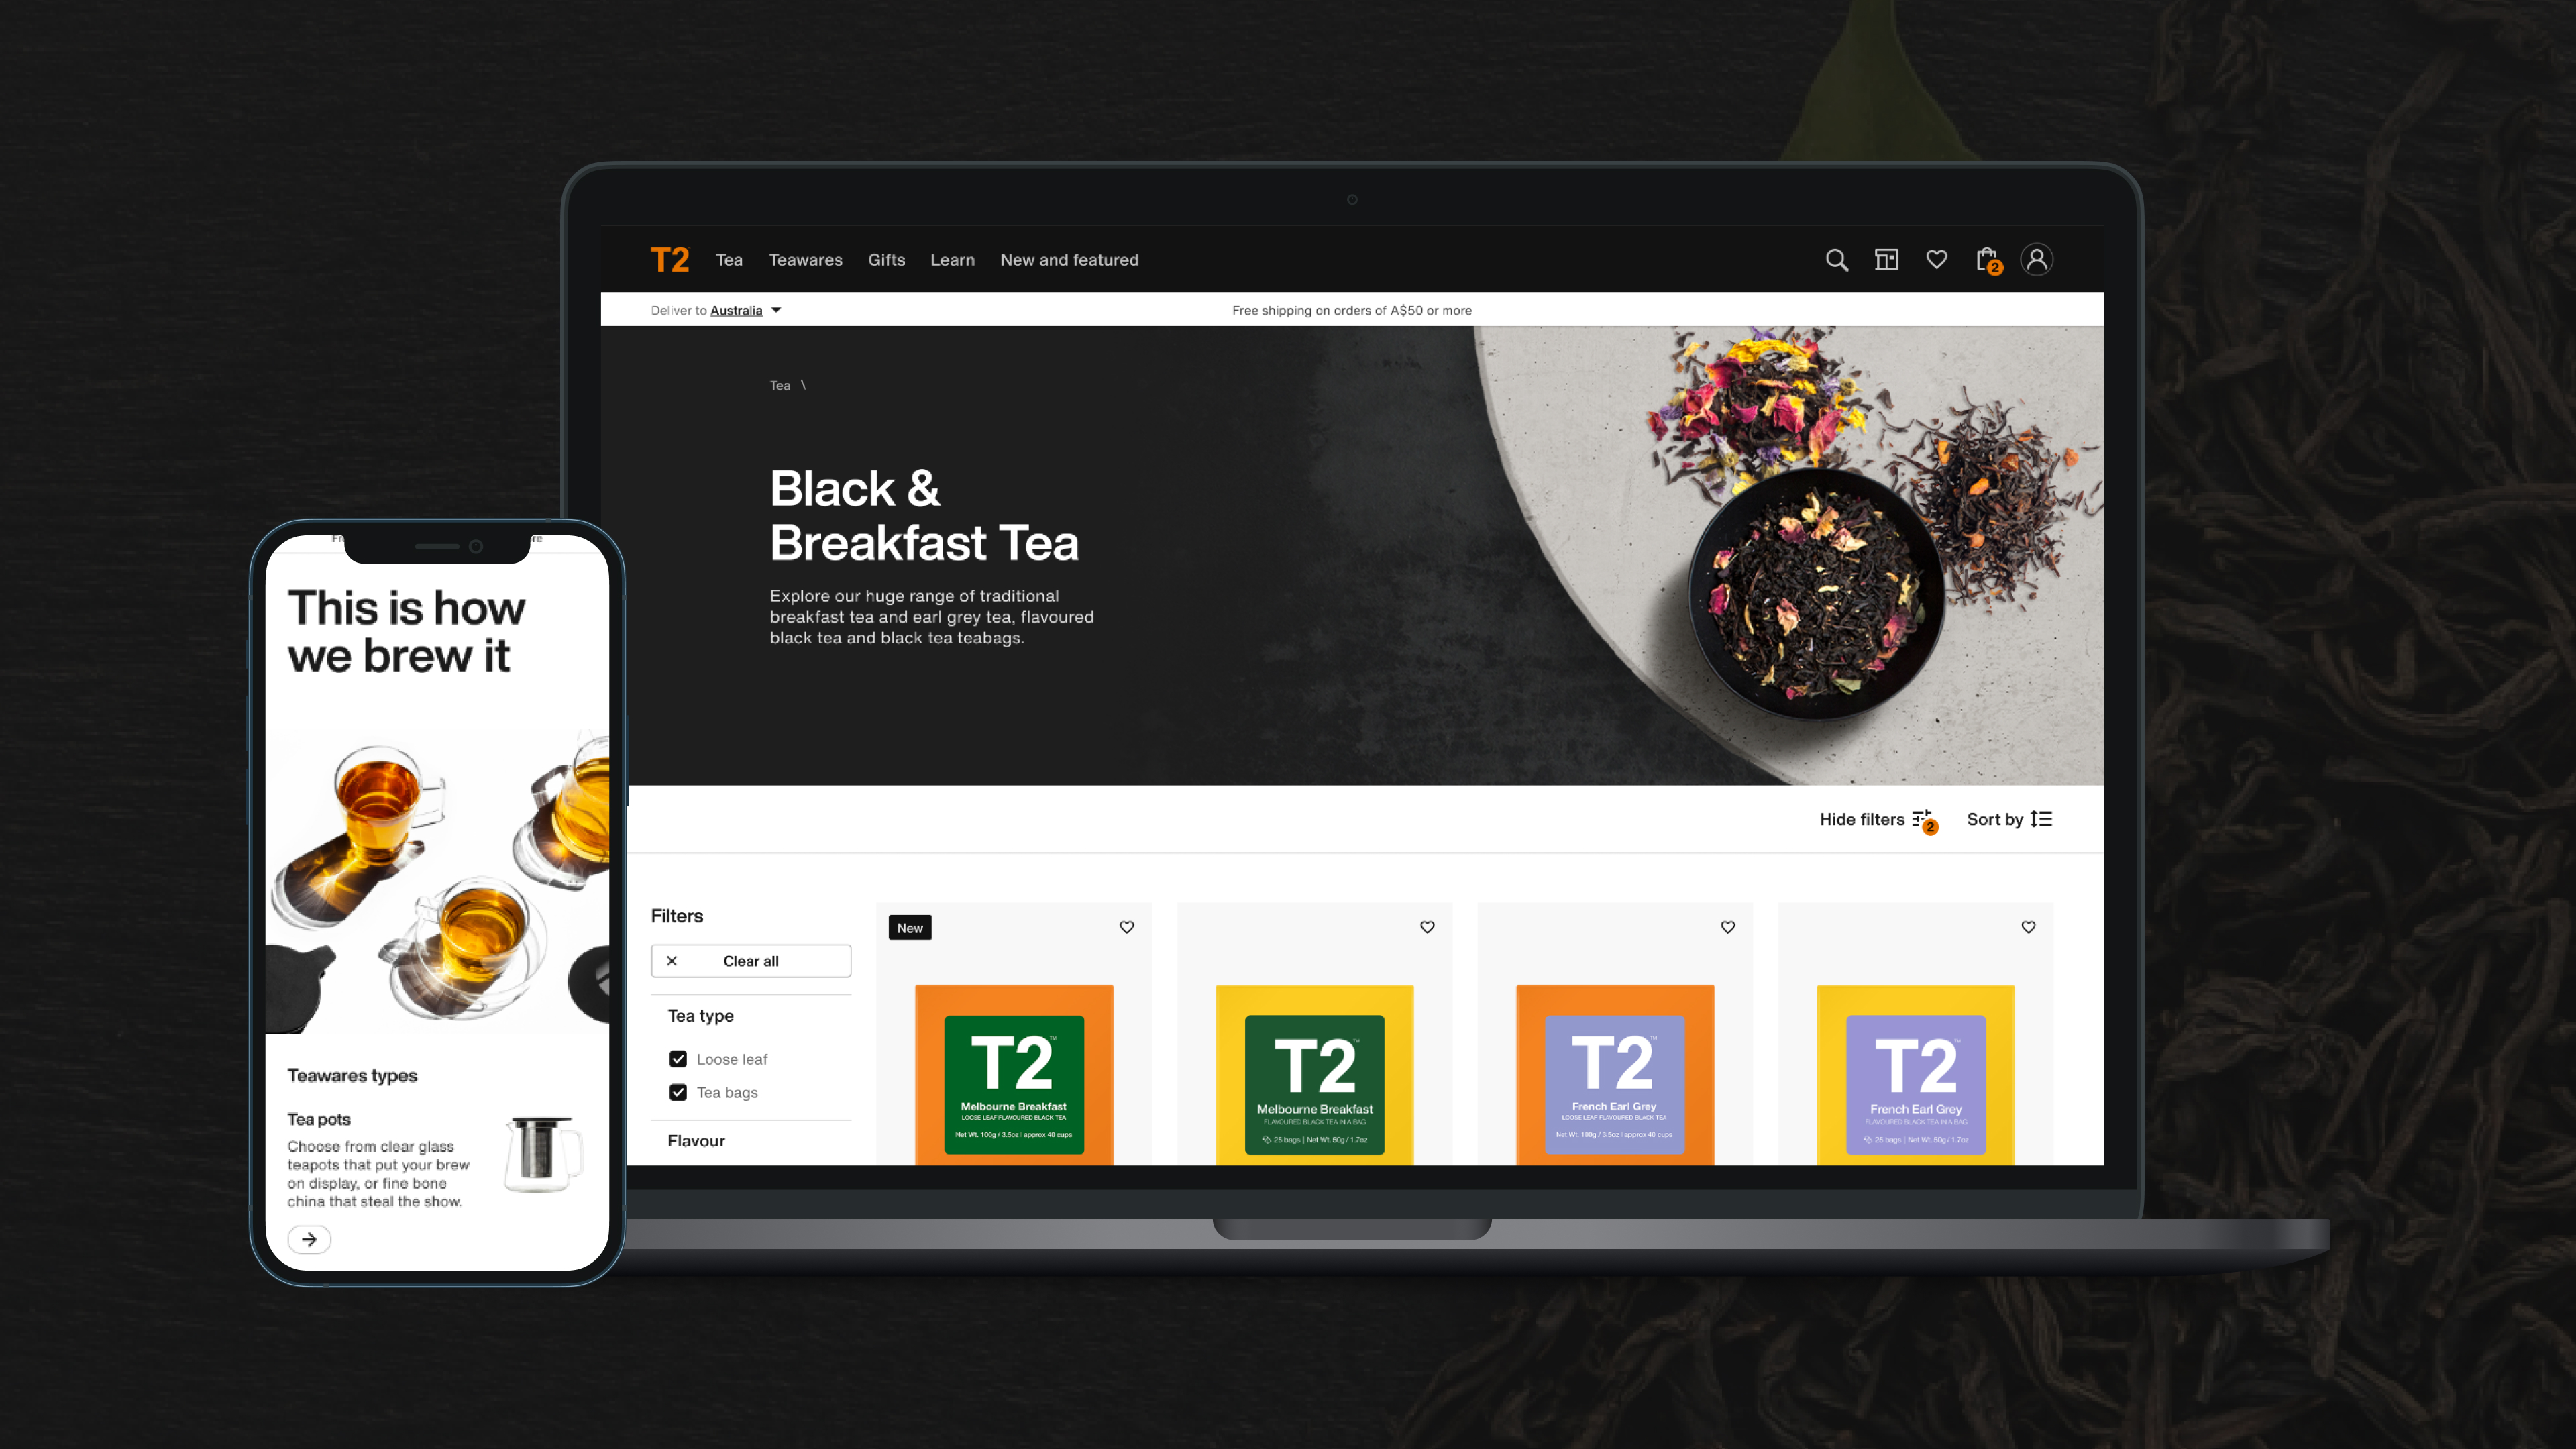 T2 Tea Teawares Gifts Learn New and featured 2
Deliver to Australia Free shipping on orders of A$50 or more
Tea \
Black &
Breakfast Tea
Explore our huge range of traditional
breakfast tea and earl grey tea, flavoured
black tea and black tea teabags.
Hide filters 2 Sort by
Filters
Clear all
Tea type
Loose leaf
Tea bags
Flavour
New
T2™
Melbourne Breakfast
LOOSE LEAF FLAVOURED BLACK TEA
Net Wt. 100g / 3.5oz | approx 40 cups
T2™
Melbourne Breakfast
FLAVOURED BLACK TEA IN A BAG
25 bags | Net Wt. 50g / 1.7oz
T2™
French Earl Grey
LOOSE LEAF FLAVOURED BLACK TEA
Net Wt. 100g / 3.5oz | approx 40 cups
T2™
French Earl Grey
FLAVOURED BLACK TEA IN A BAG
25 bags | Net Wt. 50g / 1.7oz
This is how
we brew it
Teawares types
Tea pots
Choose from clear glass
teapots that put your brew
on display, or fine bone
china that steal the show.